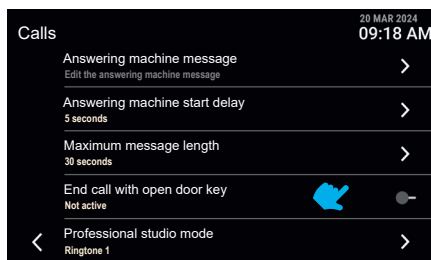 20 MAR 2024
Calls
09:18 AM
Answering machine message
Edit the answering machine message
Answering machine start delay
5 seconds
Maximum message length
30 seconds
End call with open door key
Not active
Professional studio mode
Ringtone 1